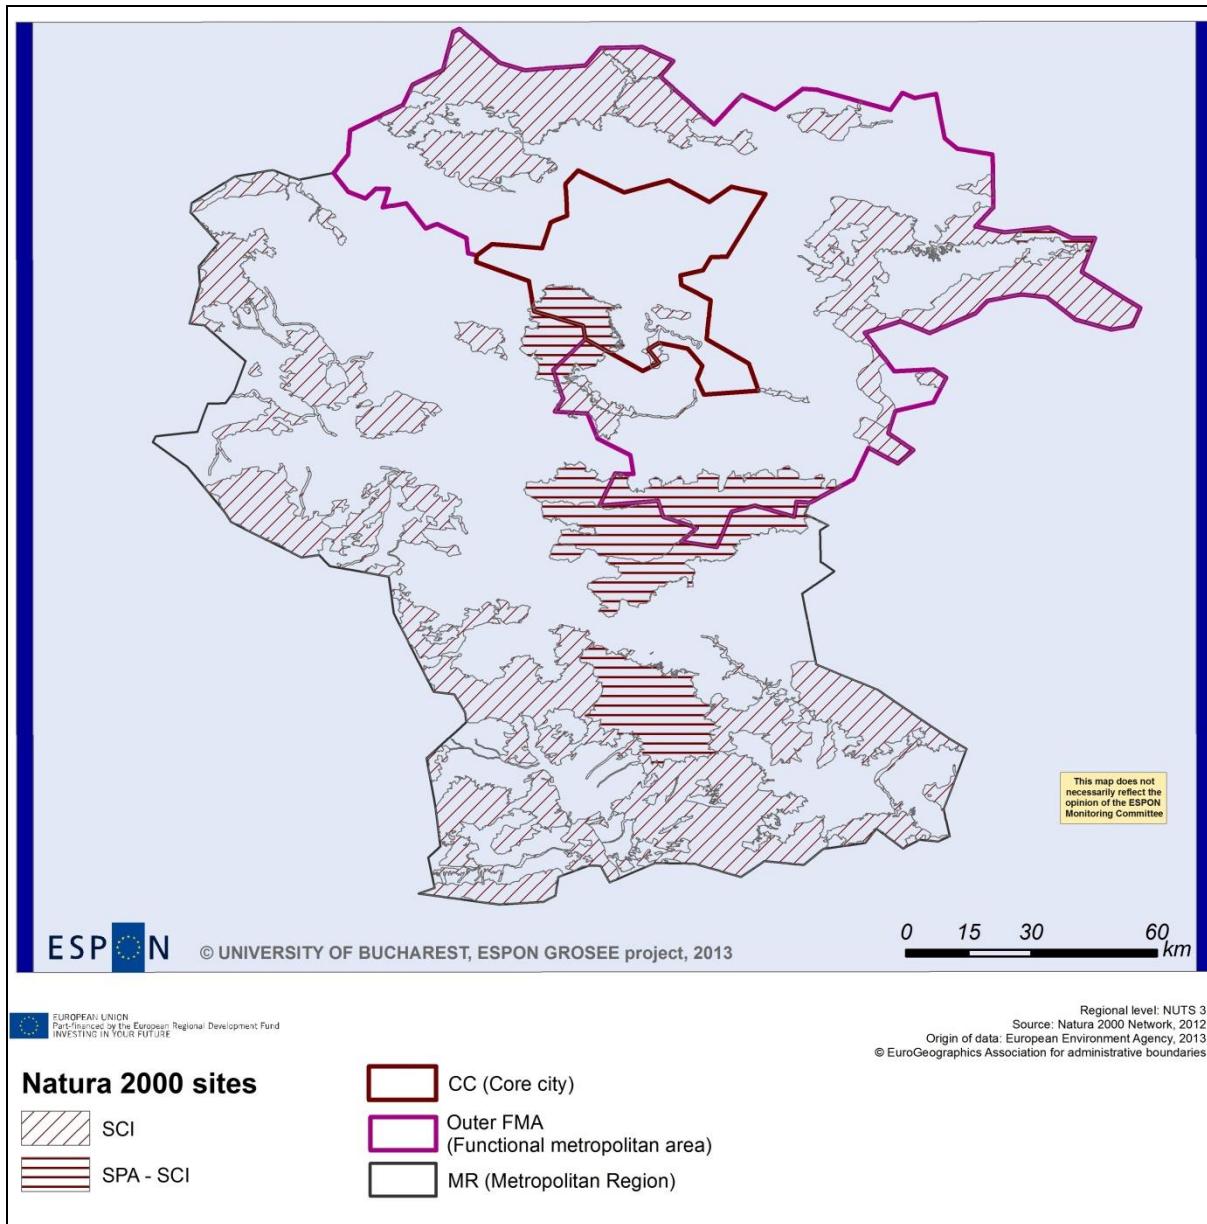 This map does not
necessarily reflect the
opinion of the ESPON
Monitoring Committee
ESPON
© UNIVERSITY OF BUCHAREST, ESPON GROSEE project, 2013
0 15 30 60
km
EUROPEAN UNION
Part-financed by the European Regional Development Fund
INVESTING IN YOUR FUTURE
Regional level: NUTS 3
Source: Natura 2000 Network, 2012
Origin of data: European Environment Agency, 2013
© EuroGeographics Association for administrative boundaries
Natura 2000 sites
SCI
SPA - SCI
CC (Core city)
Outer FMA
(Functional metropolitan area)
MR (Metropolitan Region)